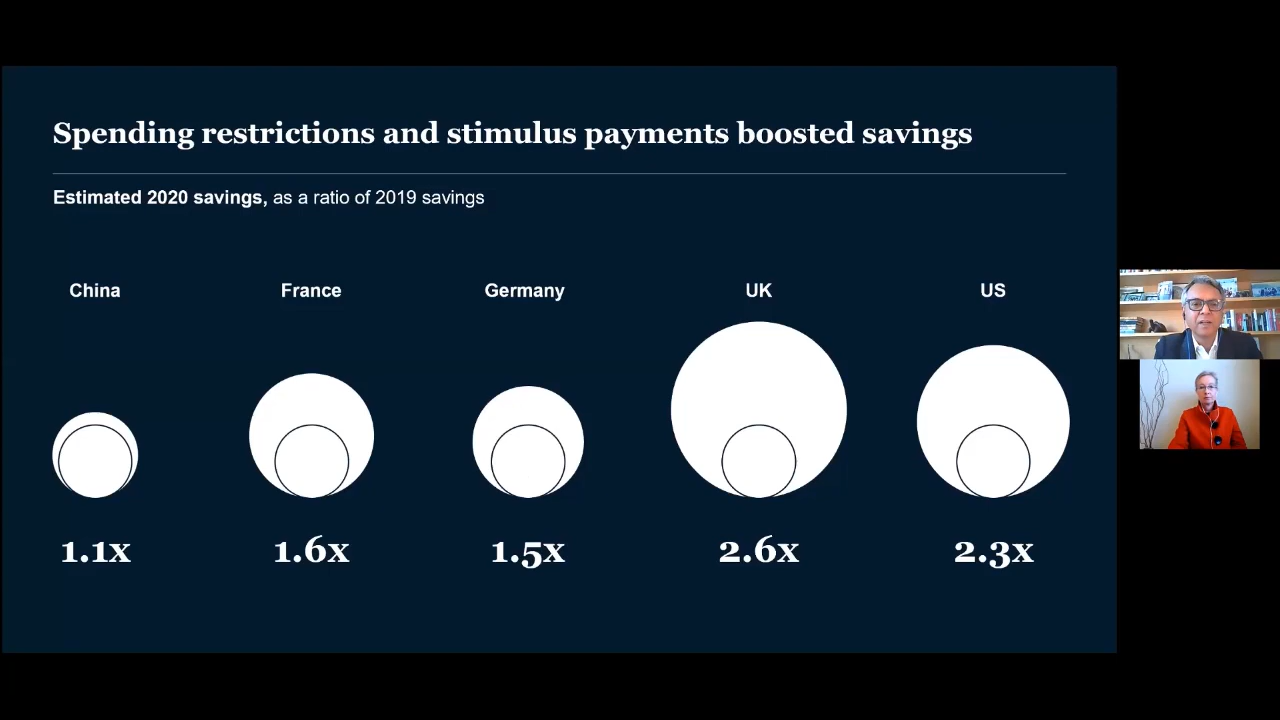 Spending restrictions and stimulus payments boosted savings
Estimated 2020 savings, as a ratio of 2019 savings
China
France
Germany
UK
US
1.1x
1.6x
1.5x
2.6x
2.3x